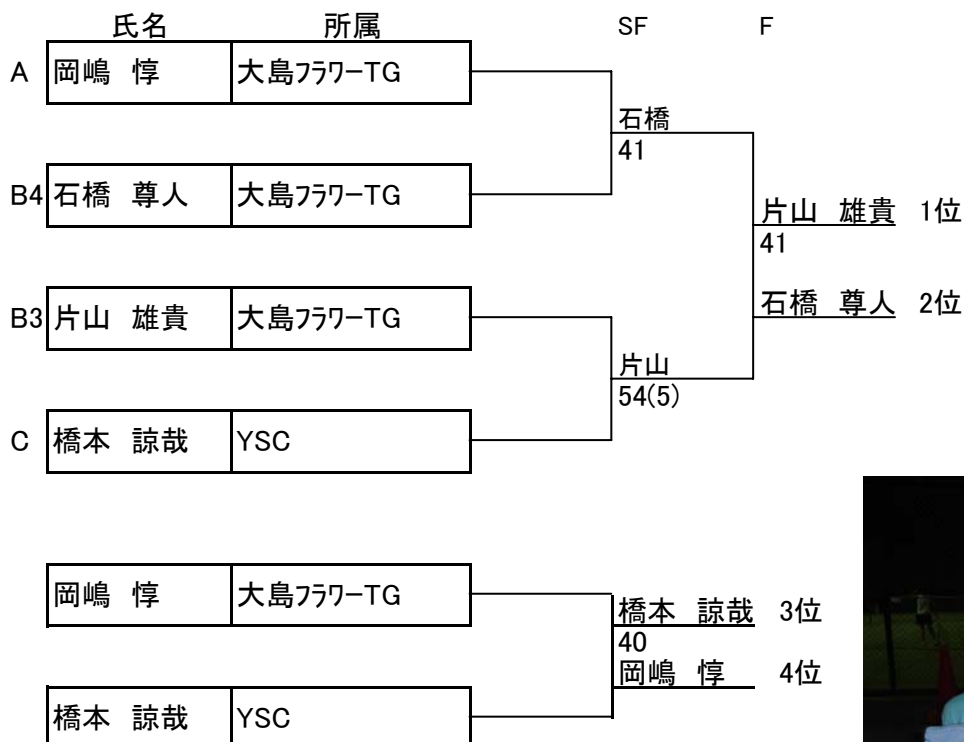 氏名 所属 SF F
A 岡嶋 惇 大島フラワーTG
石橋
41
B4 石橋 尊人 大島フラワーTG
片山 雄貴 1位
41
B3 片山 雄貴 大島フラワーTG
石橋 尊人 2位
片山
54(5)
C 橋本 諒哉 YSC
岡嶋 惇 大島フラワーTG
橋本 諒哉 3位
40
岡嶋 惇 4位
橋本 諒哉 YSC